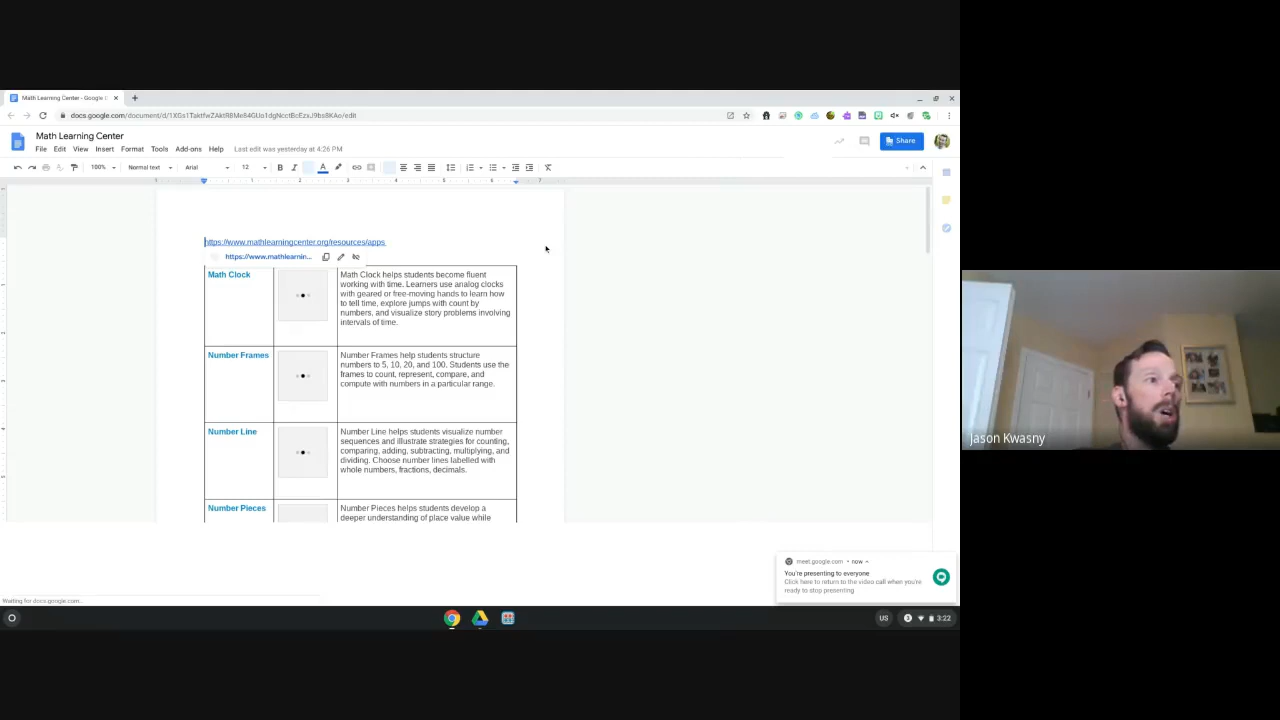 Math Learning Center - Google D
docs.google.com/document/d/1XGs1TaktfwZAktRBMe84GUo1dgNcctBcEzxJ9bs8KAo/edit
Math Learning Center
File Edit View Insert Format Tools Add-ons Help Last edit was yesterday at 4:26 PM
Share
100% Normal text Arial 12
https://www.mathlearningcenter.org/resources/apps
https://www.mathlearnin...
Math Clock
Math Clock helps students become fluent
working with time. Learners use analog clocks
with geared or free-moving hands to learn how
to tell time, explore jumps with count by
numbers, and visualize story problems involving
intervals of time.
Number Frames
Number Frames help students structure
numbers to 5, 10, 20, and 100. Students use the
frames to count, represent, compare, and
compute with numbers in a particular range.
Number Line
Number Line helps students visualize number
sequences and illustrate strategies for counting,
comparing, adding, subtracting, multiplying, and
dividing. Choose number lines labelled with
whole numbers, fractions, decimals.
Number Pieces
Number Pieces helps students develop a
deeper understanding of place value while
meet.google.com • now
You're presenting to everyone
Click here to return to the video call when you're
ready to stop presenting
Waiting for docs.google.com...
US 3:22
Jason Kwasny